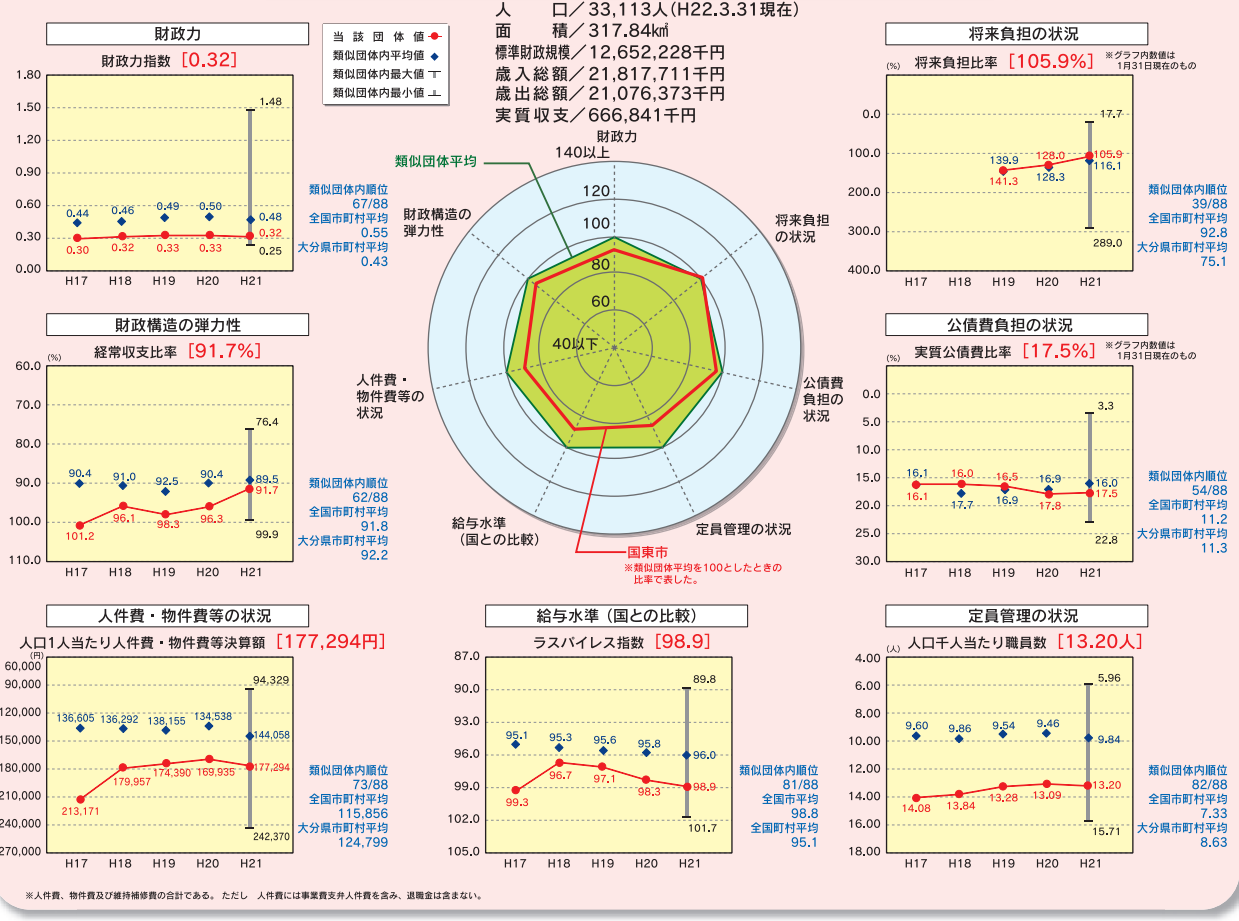 人口／33,113人(H22.3.31現在)
面積／317.84㎢
標準財政規模／12,652,228千円
歳入総額／21,817,711千円
歳出総額／21,076,373千円
実質収支／666,841千円
当該団体値
類似団体内平均値
類似団体内最大値
類似団体内最小値
財政力
財政力指数 [0.32]
1.80
1.50
1.20
0.90
0.60
0.30
0.00
1.48
0.44 0.46 0.49 0.50 0.48
0.30 0.32 0.33 0.33 0.32
0.25
H17 H18 H19 H20 H21
類似団体内順位
67/88
全国市町村平均
0.55
大分県市町村平均
0.43
財政構造の弾力性
経常収支比率 [91.7%]
(%)
60.0
70.0
80.0
90.0
100.0
110.0
76.4
90.4 91.0 92.5 90.4 89.5
101.2 96.1 98.3 96.3 91.7
99.9
H17 H18 H19 H20 H21
類似団体内順位
62/88
全国市町村平均
91.8
大分県市町村平均
92.2
人件費・物件費等の状況
人口1人当たり人件費・物件費等決算額 [177,294円]
(円)
60,000
90,000
120,000
150,000
180,000
210,000
240,000
270,000
94,329
136,605 136,292 138,155 134,538 144,058
213,171 179,957 174,390 169,935 177,294
242,370
H17 H18 H19 H20 H21
類似団体内順位
73/88
全国市町村平均
115,856
大分県市町村平均
124,799
財政力
140以上
120
100
80
60
40以下
類似団体平均
財政構造の
弾力性
将来負担
の状況
人件費・
物件費等の
状況
公債費
負担の
状況
給与水準
（国との比較）
定員管理の状況
国東市
※類似団体平均を100としたときの
比率で表した。
給与水準（国との比較）
ラスパイレス指数 [98.9]
87.0
90.0
93.0
96.0
99.0
102.0
105.0
89.8
95.1 95.3 95.6 95.8 96.0
99.3 96.7 97.1 98.3 98.9
101.7
H17 H18 H19 H20 H21
類似団体内順位
81/88
全国市平均
98.8
全国町村平均
95.1
将来負担の状況
将来負担比率 [105.9%]
※グラフ内数値は
1月31日現在のもの
(%)
0.0
100.0
200.0
300.0
400.0
17.7
139.9 128.0 105.9
141.3 128.3 116.1
289.0
H17 H18 H19 H20 H21
類似団体内順位
39/88
全国市町村平均
92.8
大分県市町村平均
75.1
公債費負担の状況
実質公債費比率 [17.5%]
※グラフ内数値は
1月31日現在のもの
(%)
0.0
5.0
10.0
15.0
20.0
25.0
30.0
3.3
16.1 16.0 16.5 16.9 16.0
16.1 17.7 16.9 17.8 17.5
22.8
H17 H18 H19 H20 H21
類似団体内順位
54/88
全国市町村平均
11.2
大分県市町村平均
11.3
定員管理の状況
人口千人当たり職員数 [13.20人]
(人)
4.00
6.00
8.00
10.00
12.00
14.00
16.00
18.00
5.96
9.60 9.86 9.54 9.46 9.84
14.08 13.84 13.28 13.09 13.20
15.71
H17 H18 H19 H20 H21
類似団体内順位
82/88
全国市町村平均
7.33
大分県市町村平均
8.63
※人件費、物件費及び維持補修費の合計である。ただし　人件費には事業費支弁人件費を含み、退職金は含まない。